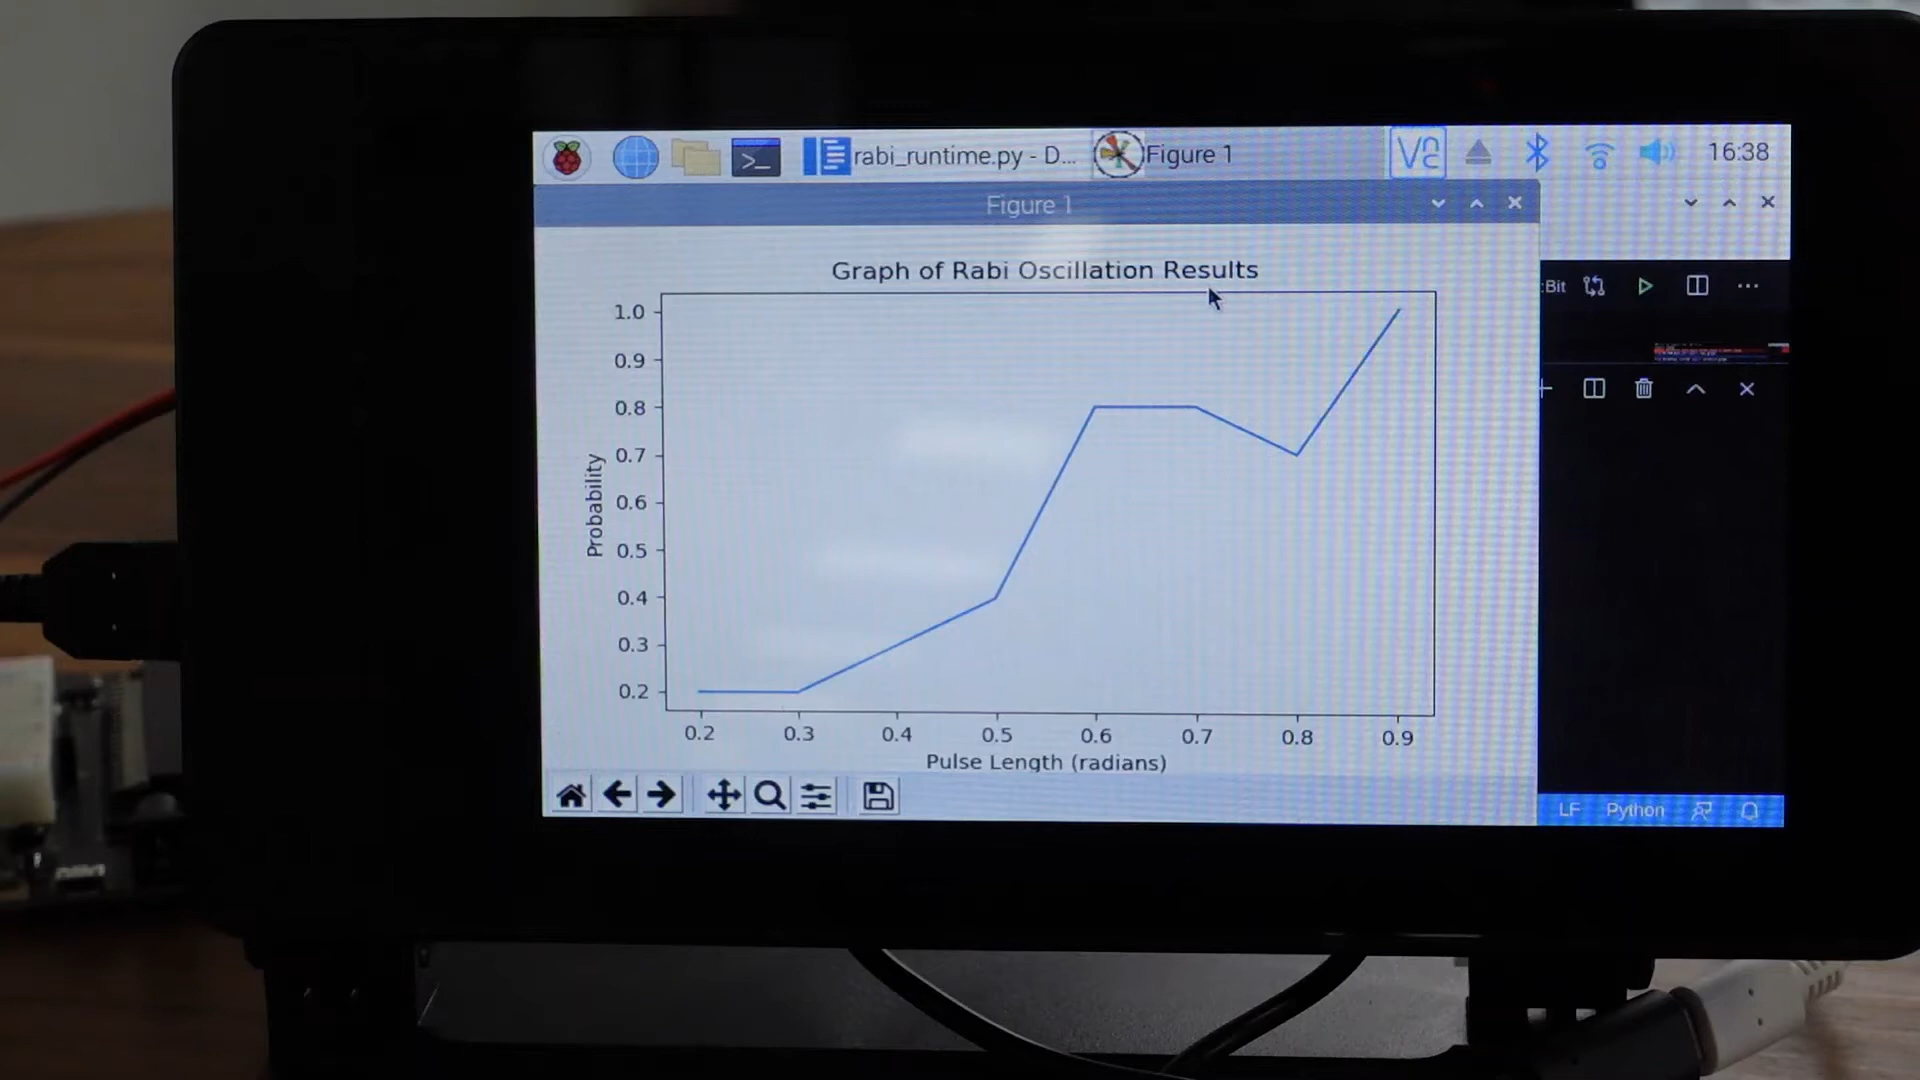 rabi_runtime.py - D...
Figure 1
16:38
Figure 1
Graph of Rabi Oscillation Results
:Bit
1.0
0.9
0.8
0.7
0.6
0.5
0.4
0.3
0.2
Probability
0.2 0.3 0.4 0.5 0.6 0.7 0.8 0.9
Pulse Length (radians)
LF Python